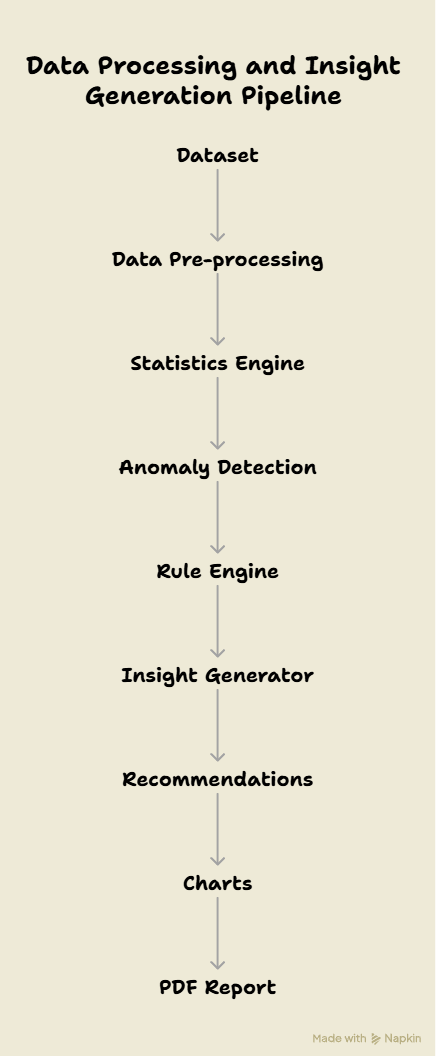 Data Processing and Insight
Generation Pipeline
Dataset
Data Pre-processing
Statistics Engine
Anomaly Detection
Rule Engine
Insight Generator
Recommendations
Charts
PDF Report
Made with Napkin